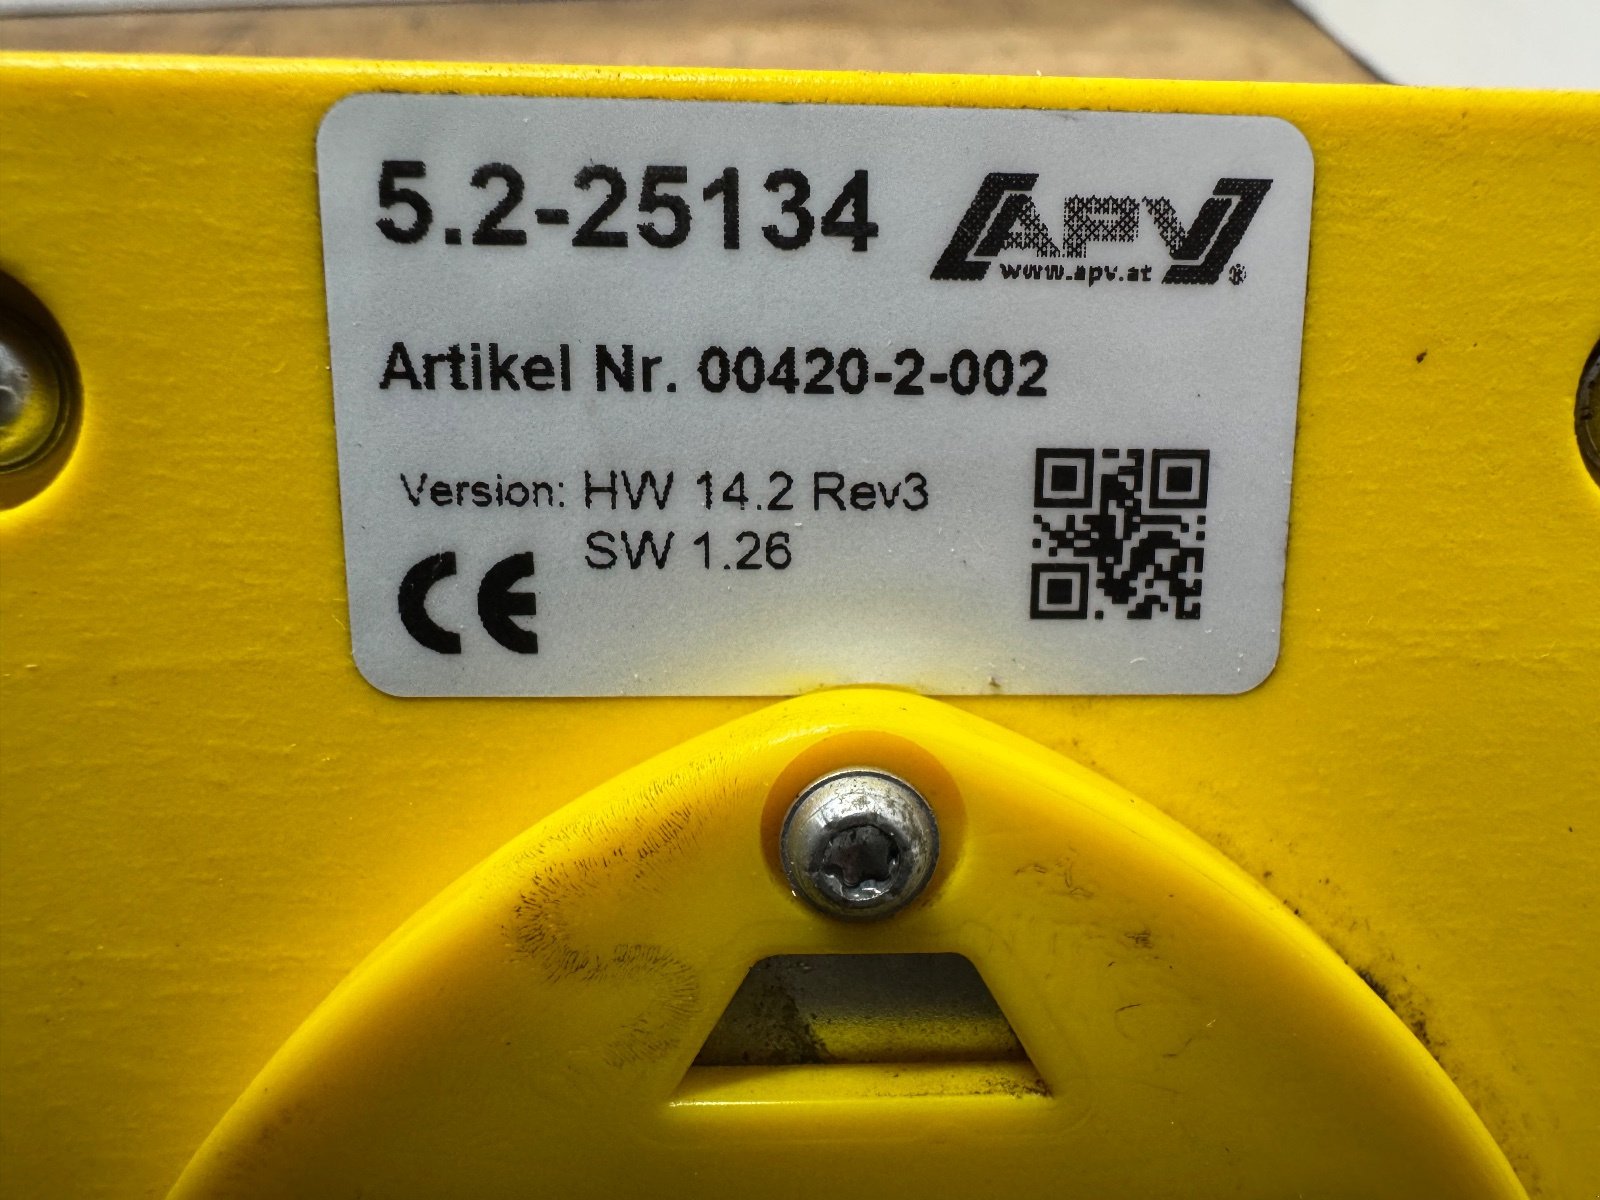 5.2-25134
APV
www.apv.at ®
Artikel Nr. 00420-2-002
Version: HW 14.2 Rev3
SW 1.26
CE